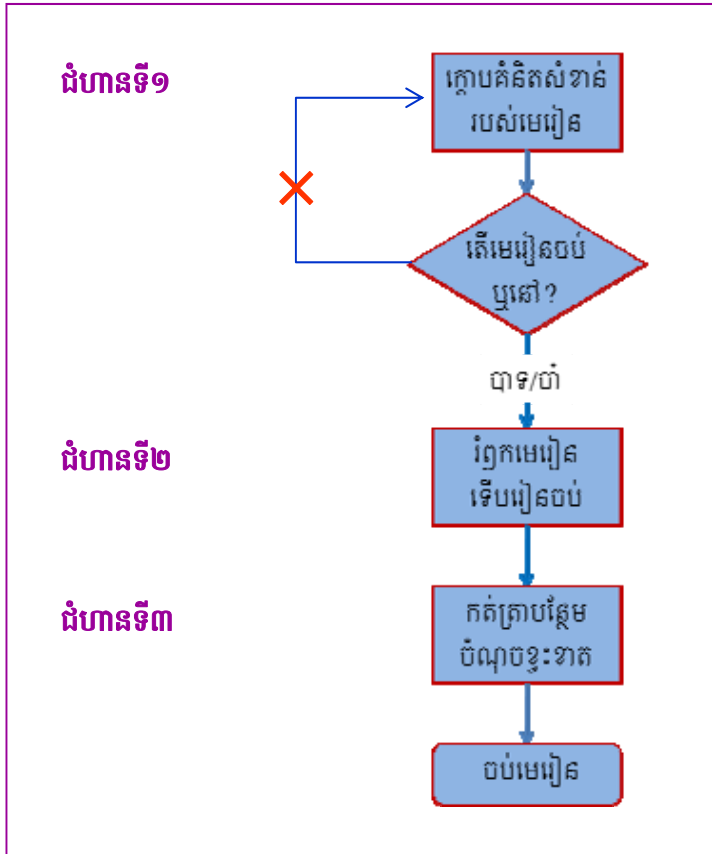 ជំហានទី១
ក្តោបគំនិតសំខាន់
របស់មេរៀន
តើមេរៀនចប់
ឬនៅ?
បាទ/ចាំ
ជំហានទី២
រំឭកមេរៀន
ទើបរៀនចប់
ជំហានទី៣
កត់ត្រាបន្ថែម
ចំណុចខ្វះខាត
ចប់មេរៀន